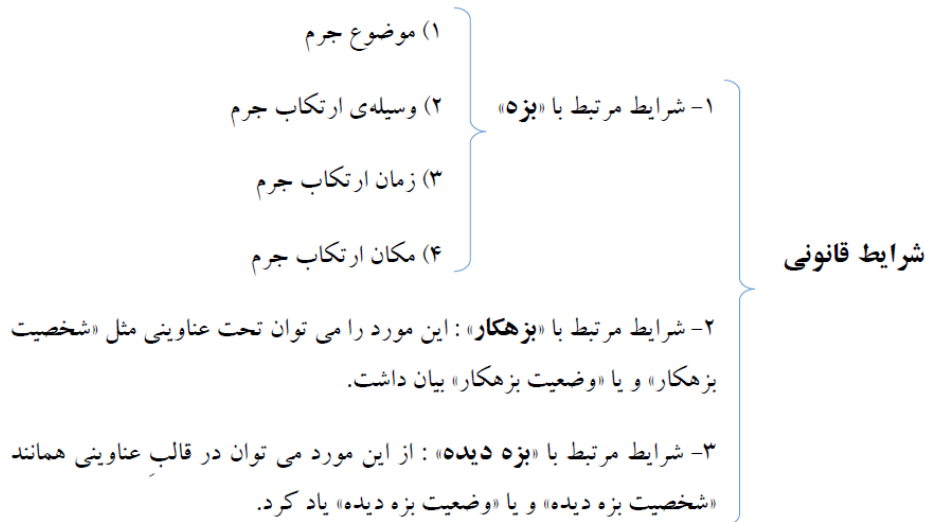 شرایط قانونی
۱- شرایط مرتبط با «بزه»
۱) موضوع جرم
۲) وسیله‌ی ارتکاب جرم
۳) زمان ارتکاب جرم
۴) مکان ارتکاب جرم
۲- شرایط مرتبط با «بزهکار» : این مورد را می توان تحت عناوینی مثل «شخصیت
بزهکار» و یا «وضعیت بزهکار» بیان داشت.
۳- شرایط مرتبط با «بزه دیده» : از این مورد می توان در قالبِ عناوینی همانند
«شخصیت بزه دیده» و یا «وضعیت بزه دیده» یاد کرد.